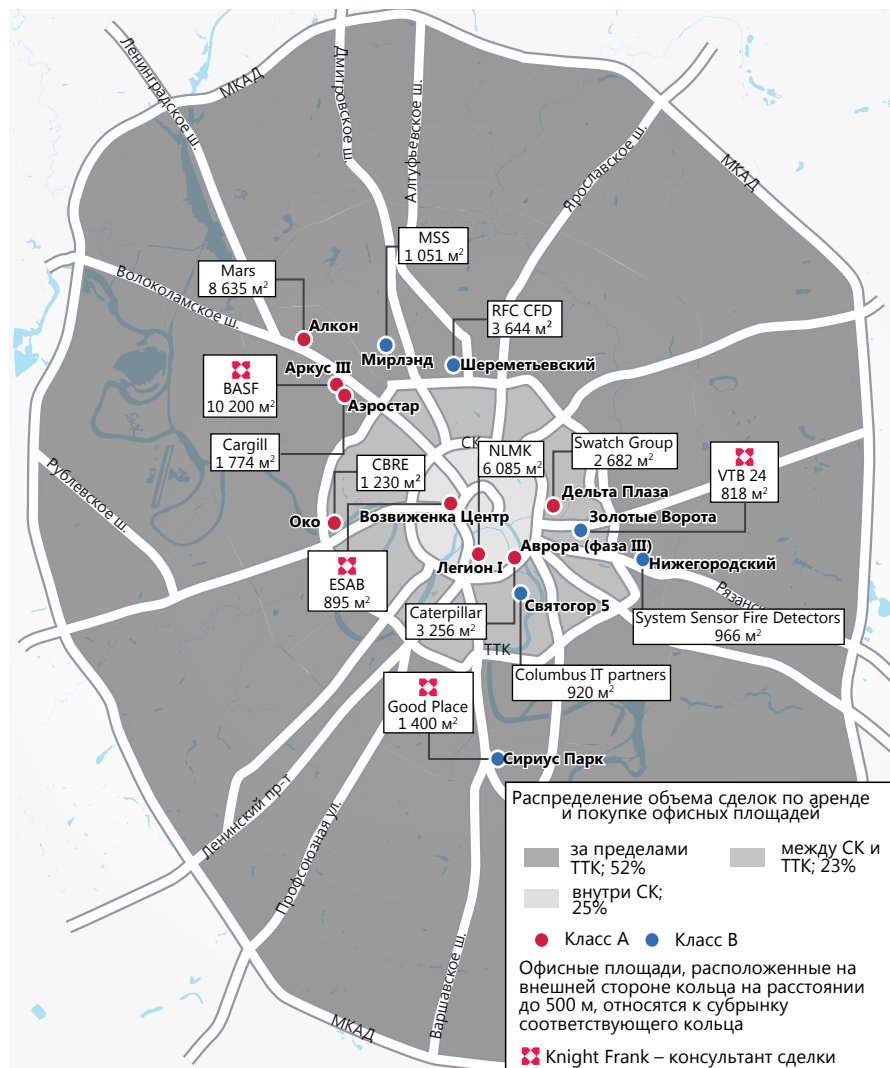 Ленинградское ш.
МКАД
Дмитровское ш.
Алтуфьевское ш.
Ярославское ш.
МКАД
MSS
1 051 м²
Mars
8 635 м²
Волоколамское ш.
RFC CFD
3 644 м²
Алкон
Мирлэнд
Шереметьевский
Аркус III
BASF
10 200 м²
Аэростар
Cargill
1 774 м²
СК
NLMK
6 085 м²
Swatch Group
2 682 м²
CBRE
1 230 м²
VTB 24
818 м²
Рублевское ш.
Дельта Плаза
Око
Возвиженка Центр
Золотые Ворота
Аврора (фаза III)
Легион I
Нижегородский
ESAB
895 м²
Святогор 5
Рязанс
Caterpillar
3 256 м²
System Sensor Fire Detectors
966 м²
ТТК
Columbus IT partners
920 м²
Good Place
1 400 м²
Сириус Парк
Ленинский пр-т
Профсоюзная ул.
Варшавское ш.
МКАД
Распределение объема сделок по аренде
и покупке офисных площадей
за пределами
ТТК; 52%
между СК и
ТТК; 23%
внутри СК;
25%
Класс А
Класс В
Офисные площади, расположенные на
внешней стороне кольца на расстоянии
до 500 м, относятся к субрынку
соответствующего кольца
Knight Frank – консультант сделки